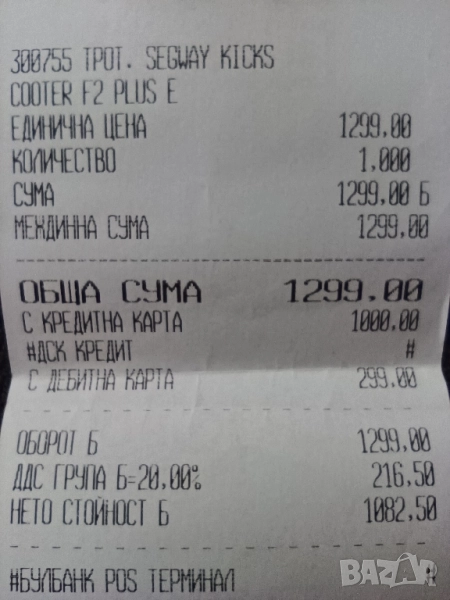 300755 ТРОТ. SEGWAY KICKS
COOTER F2 PLUS E
ЕДИНИЧНА ЦЕНА 1299,00
КОЛИЧЕСТВО 1,000
СУМА 1299,00 Б
МЕЖДИННА СУМА 1299,00
ОБЩА СУМА 1299,00
С КРЕДИТНА КАРТА 1000,00
#ДСК КРЕДИТ #
С ДЕБИТНА КАРТА 299,00
ОБОРОТ Б 1299,00
ДДС ГРУПА Б=20,00% 216,50
НЕТО СТОЙНОСТ Б 1082,50
#БУЛБАНК POS ТЕРМИНАЛ #
BAZAR.BG